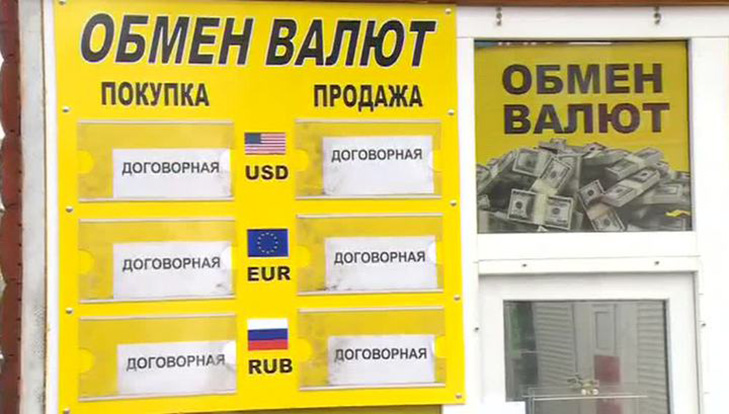 ОБМЕН ВАЛЮТ
ПОКУПКА ПРОДАЖА
ДОГОВОРНАЯ USD ДОГОВОРНАЯ
ДОГОВОРНАЯ EUR ДОГОВОРНАЯ
ДОГОВОРНАЯ RUB ДОГОВОРНАЯ
ОБМЕН
ВАЛЮТ